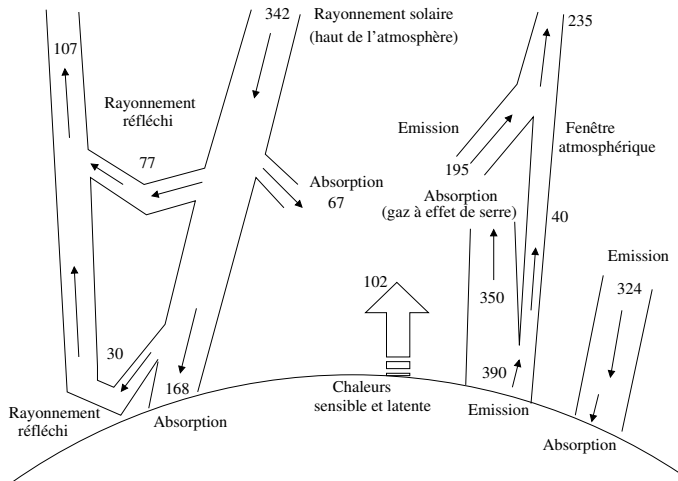 342
Rayonnement solaire
(haut de l’atmosphère)
235
107
Rayonnement
réfléchi
77
Emission
195
Fenêtre
atmosphérique
Absorption
67
Absorption
(gaz à effet de serre)
40
Emission
324
102
350
30
168
390
Rayonnement
réfléchi
Absorption
Chaleurs
sensible et latente
Emission
Absorption